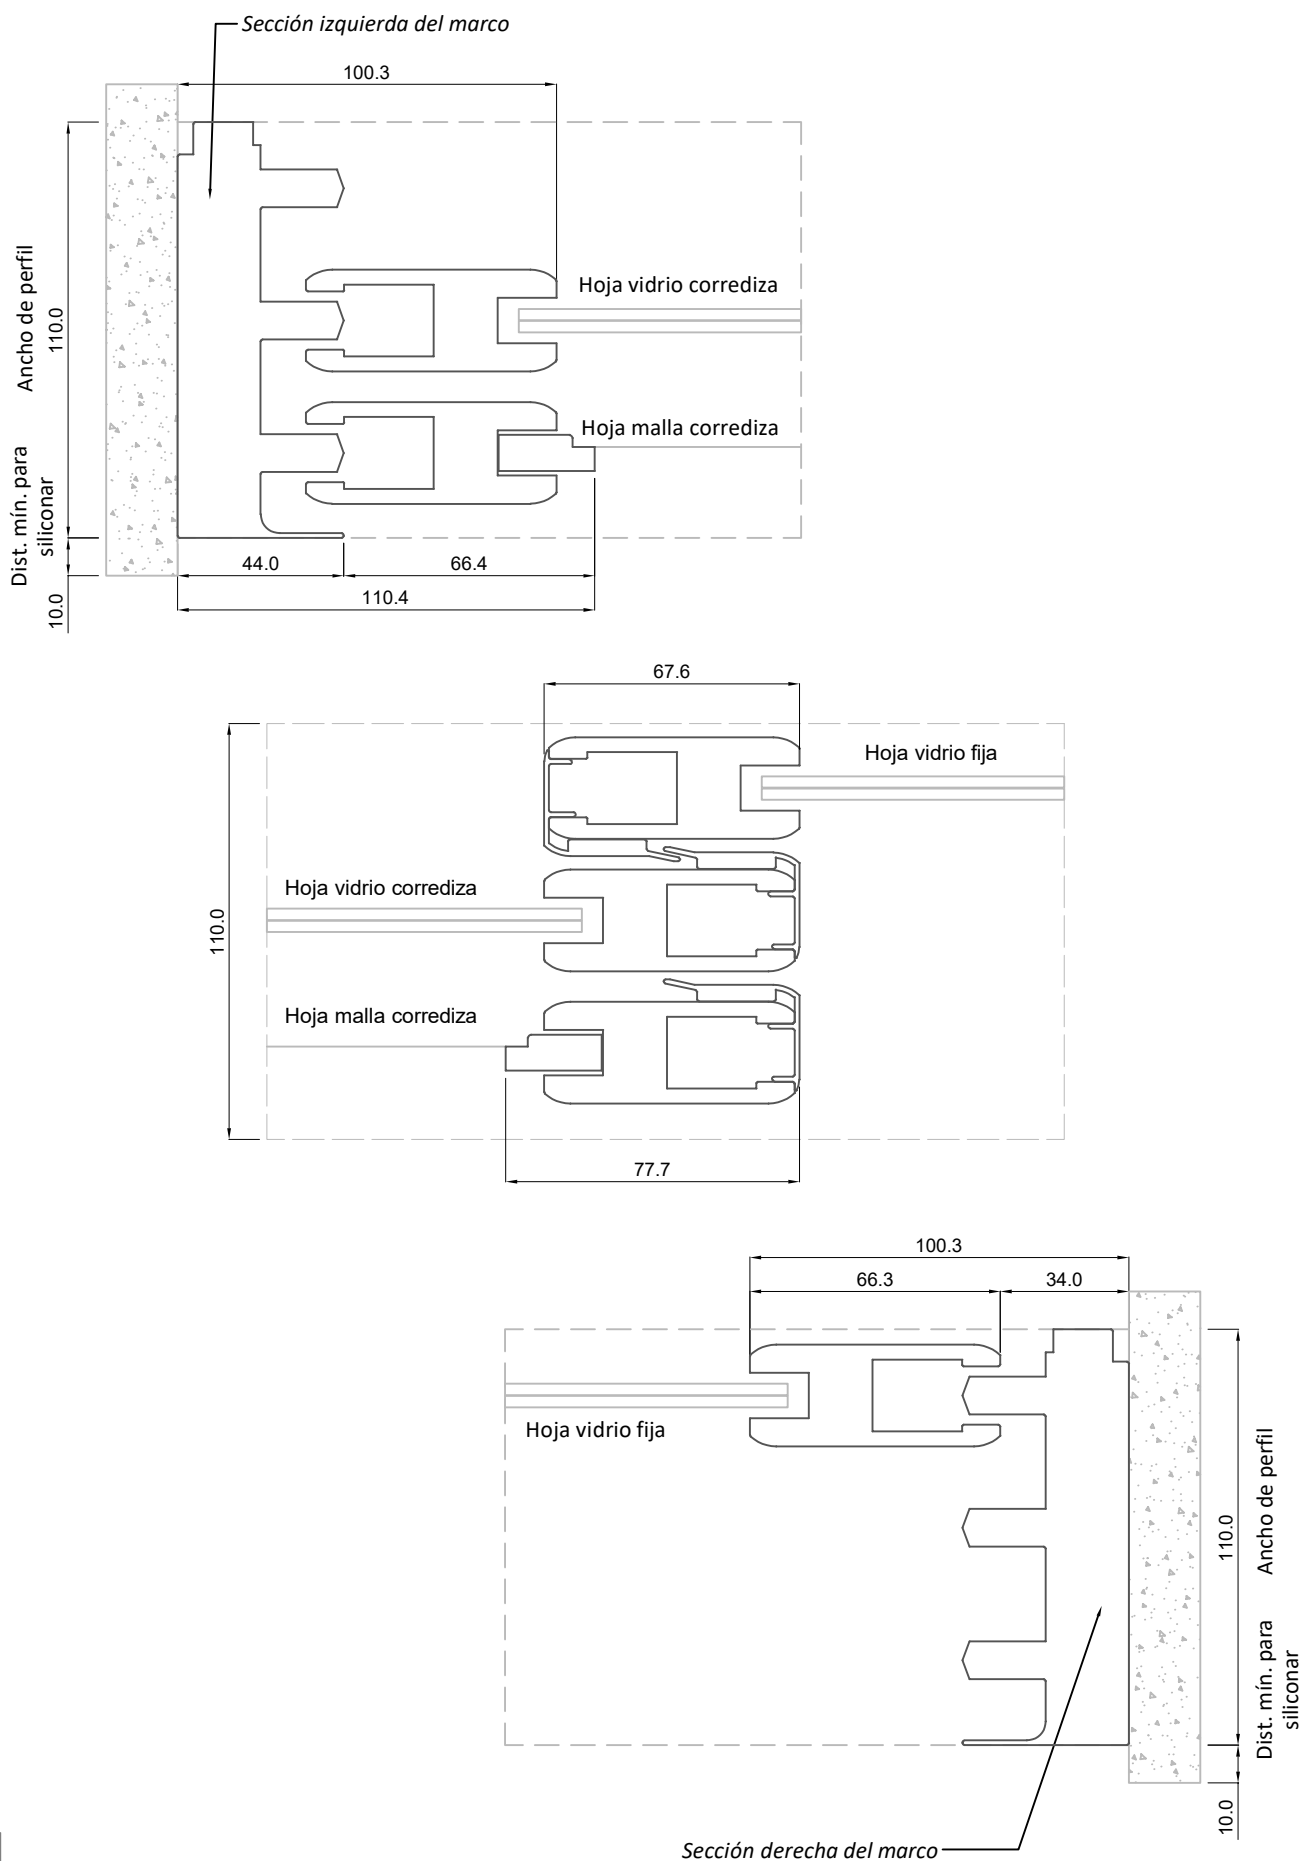 Sección izquierda del marco
100.3
Ancho de perfil
110.0
Hoja vidrio corrediza
Hoja malla corrediza
Dist. mín. para
siliconar
10.0
44.0
66.4
110.4
67.6
Hoja vidrio fija
Hoja vidrio corrediza
110.0
Hoja malla corrediza
77.7
100.3
66.3
34.0
Hoja vidrio fija
110.0
Ancho de perfil
Dist. mín. para
siliconar
10.0
Sección derecha del marco